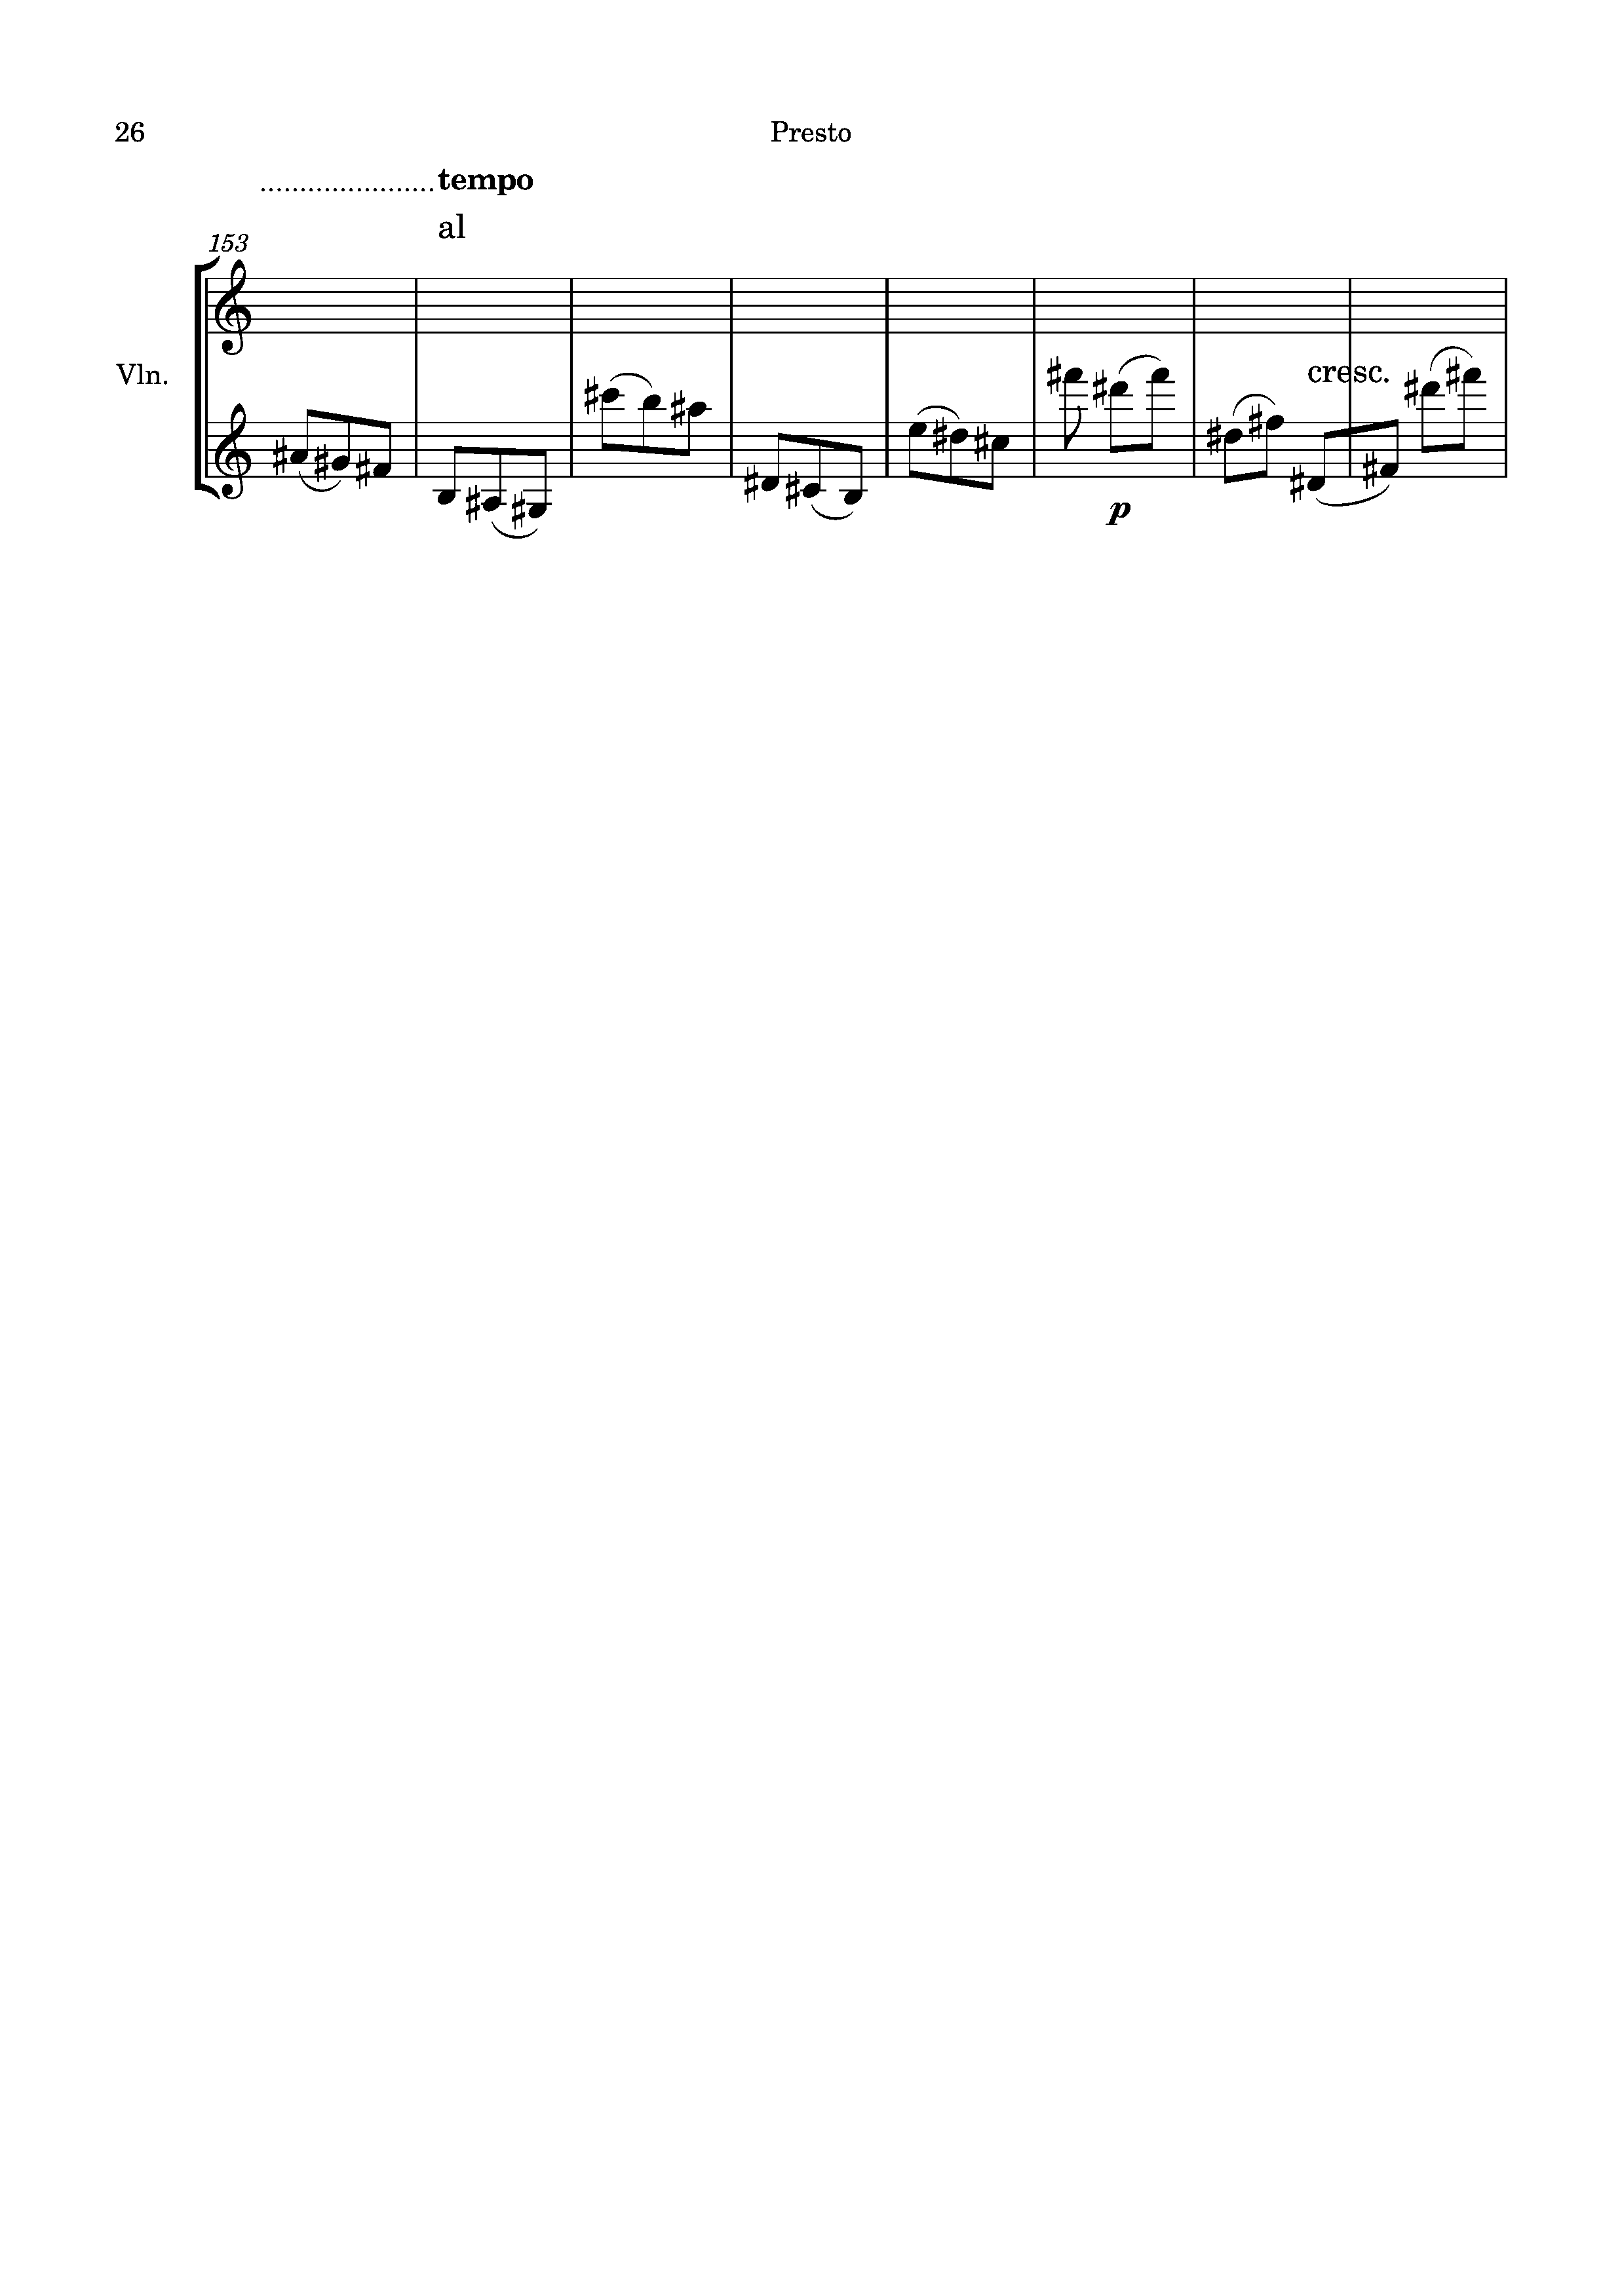 26 Presto
......................tempo
al
153
Vln.
cresc.
p